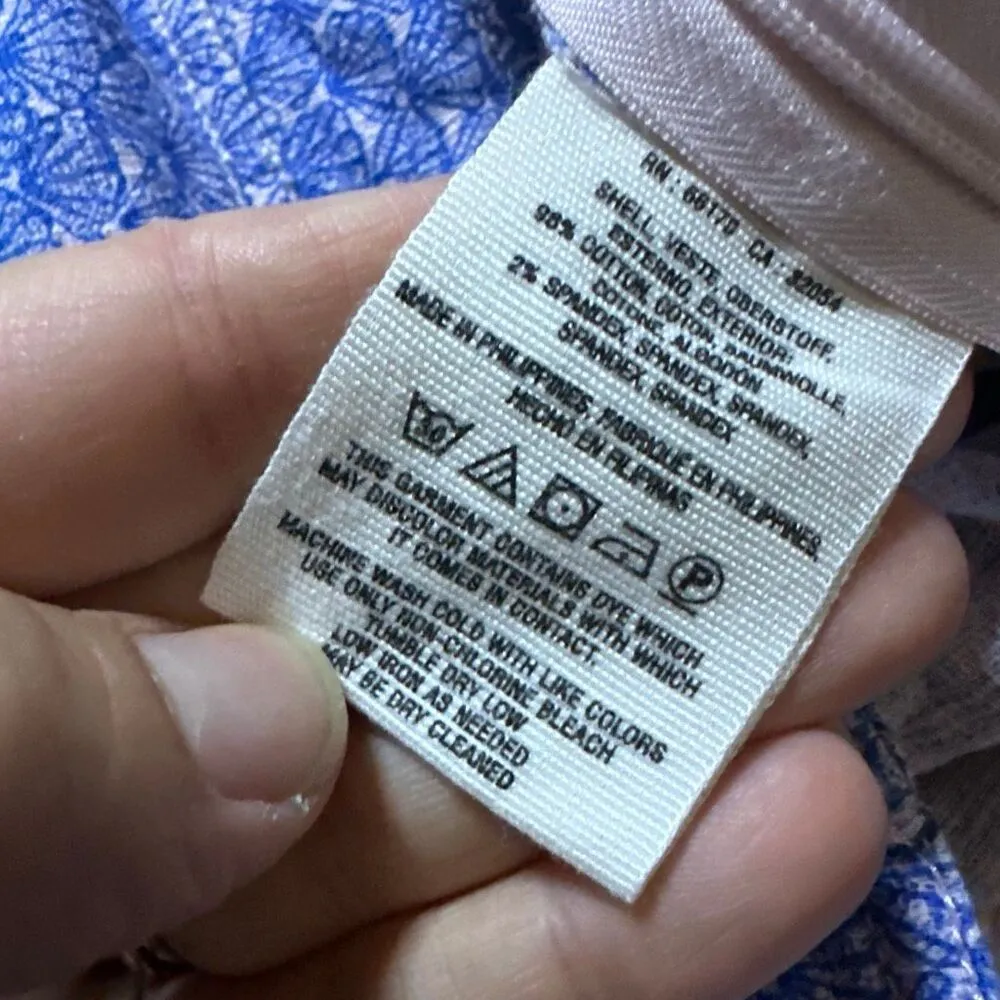 RN : 66170 CA : 22054
SHELL, VESTE, OBERSTOFF,
ESTERNO, EXTERIOR:
98% COTTON, COTON, BAUMWOLLE,
COTONE, ALGODÓN
2% SPANDEX, SPANDEX, SPANDEX,
SPANDEX, SPANDEX
MADE IN PHILIPPINES, FABRIQUÉ EN PHILIPPINES,
HECHO EN FILIPINAS
30
P
THIS GARMENT CONTAINS DYE WHICH
MAY DISCOLOR MATERIALS WITH WHICH
IT COMES IN CONTACT.
MACHINE WASH COLD WITH LIKE COLORS
USE ONLY NON-CHLORINE BLEACH
TUMBLE DRY LOW
LOW IRON AS NEEDED
MAY BE DRY CLEANED